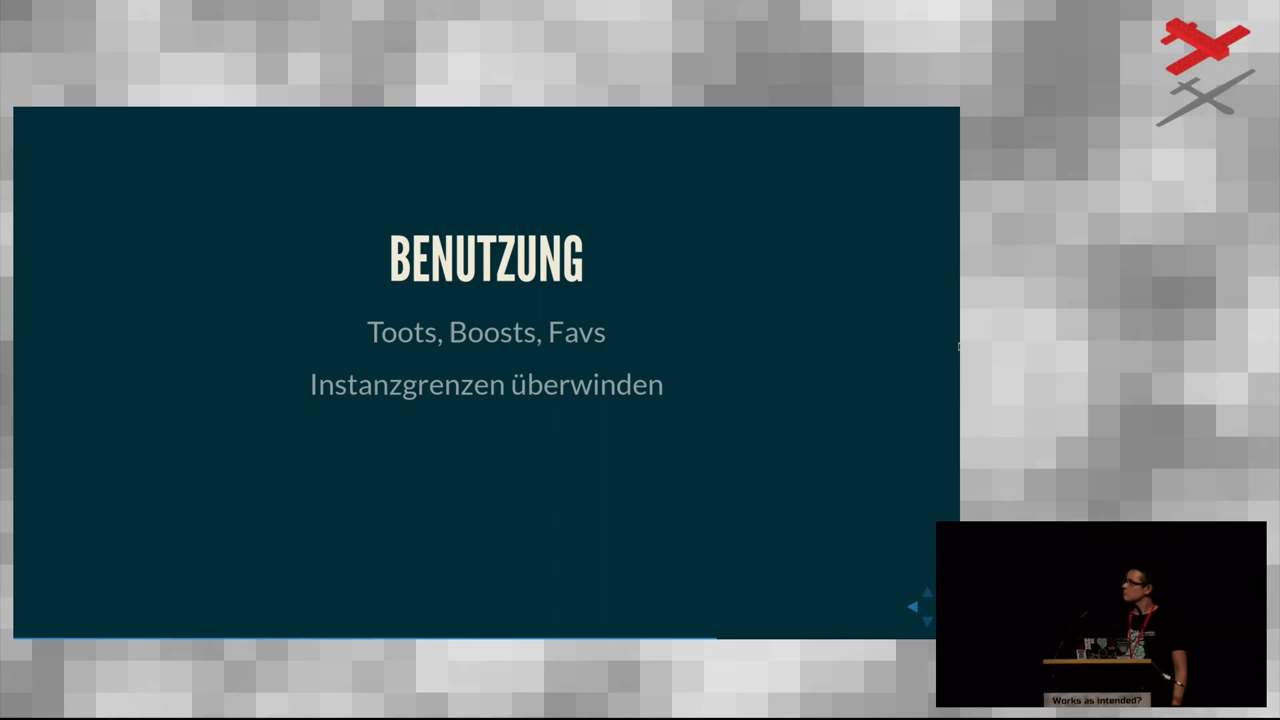 BENUTZUNG
Toots, Boosts, Favs
Instanzgrenzen überwinden
Works as intended?